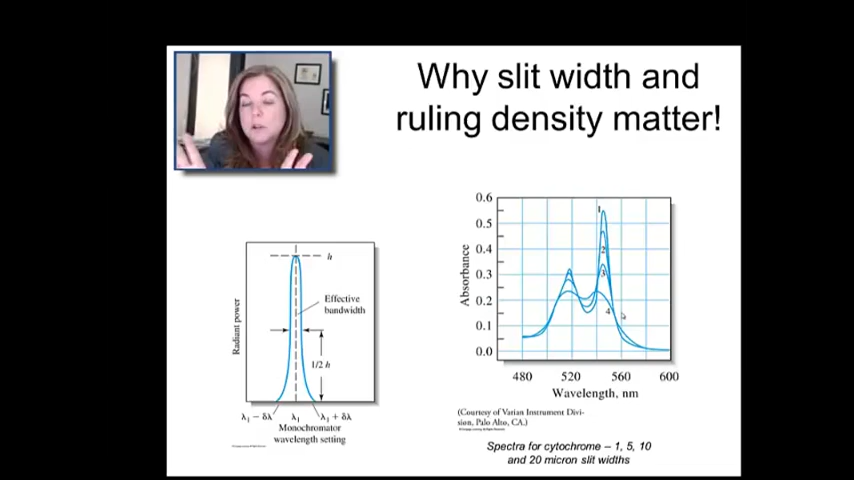 Why slit width and
ruling density matter!
h
Effective
bandwidth
Radiant power
1/2 h
λ₁ − δλ
λ₁
λ₁ + δλ
Monochromator
wavelength setting
0.6
0.5
0.4
0.3
0.2
0.1
0.0
Absorbance
1
2
3
4
480
520
560
600
Wavelength, nm
(Courtesy of Varian Instrument Divi-
sion, Palo Alto, CA.)
Spectra for cytochrome – 1, 5, 10
and 20 micron slit widths